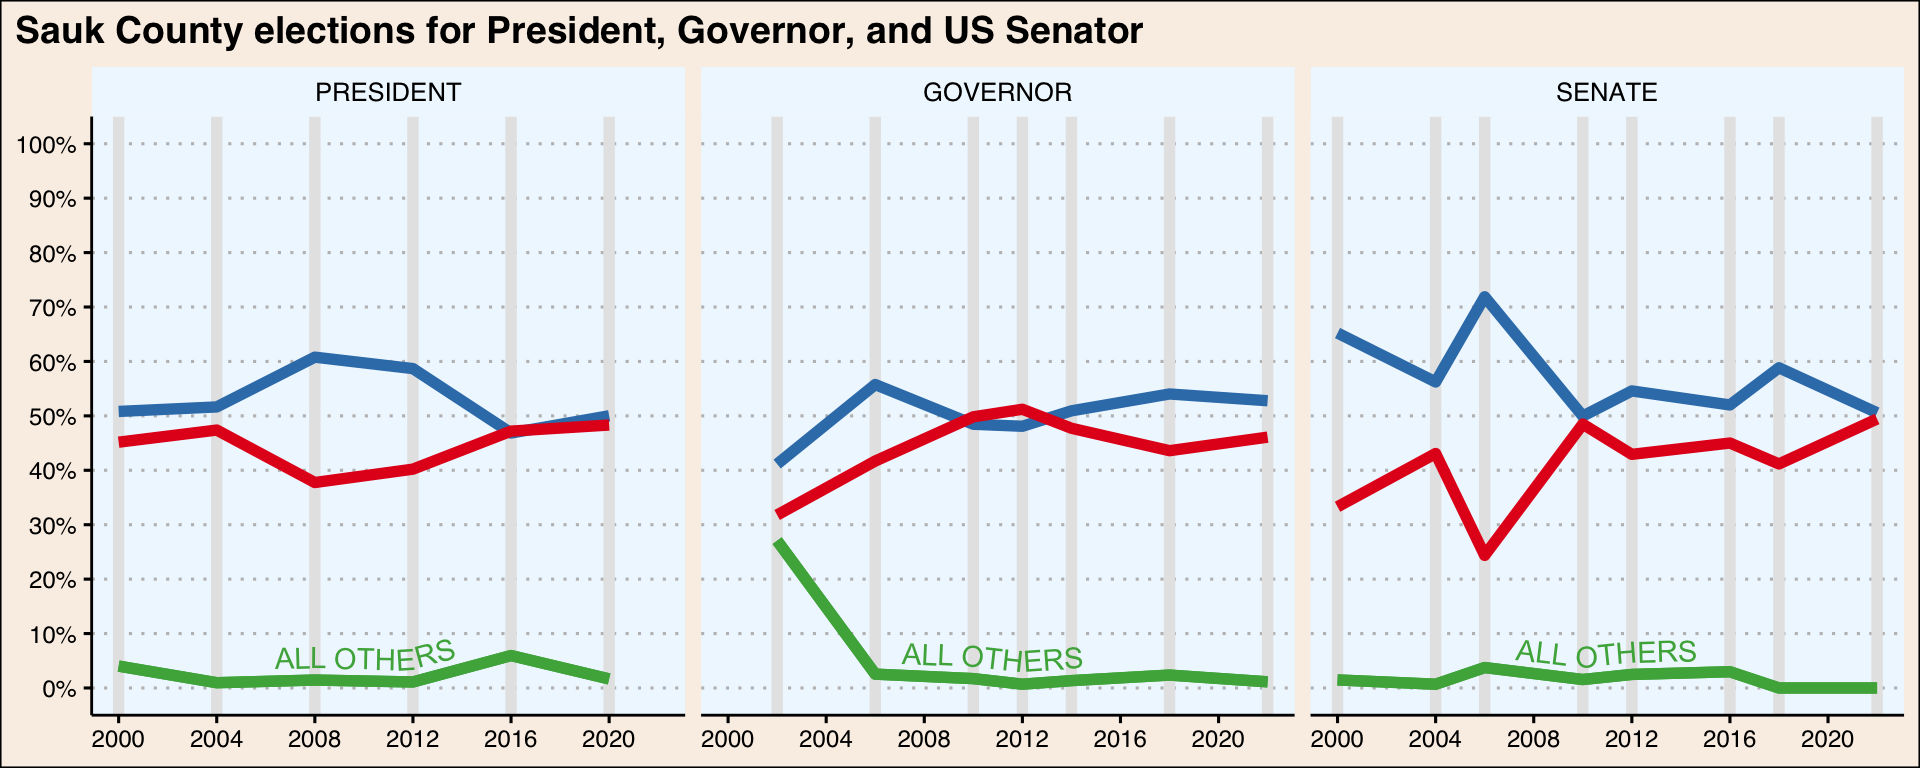 Sauk County elections for President, Governor, and US Senator
PRESIDENT
GOVERNOR
SENATE
100%
90%
80%
70%
60%
50%
40%
30%
20%
10%
0%
ALL OTHERS
ALL OTHERS
ALL OTHERS
2000 2004 2008 2012 2016 2020
2000 2004 2008 2012 2016 2020
2000 2004 2008 2012 2016 2020